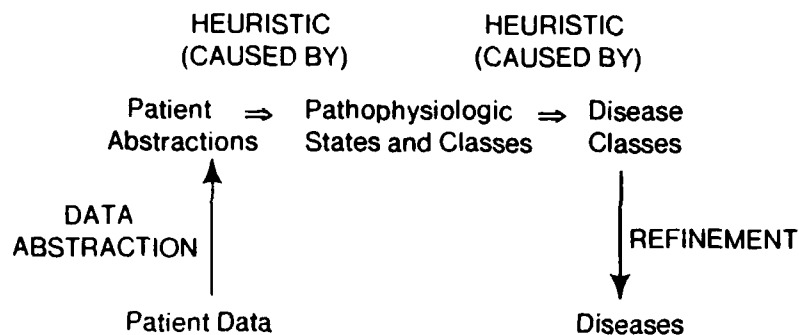 HEURISTIC HEURISTIC
(CAUSED BY) (CAUSED BY)
Patient ⇒ Pathophysiologic ⇒ Disease
Abstractions States and Classes Classes
DATA
ABSTRACTION
REFINEMENT
Patient Data Diseases